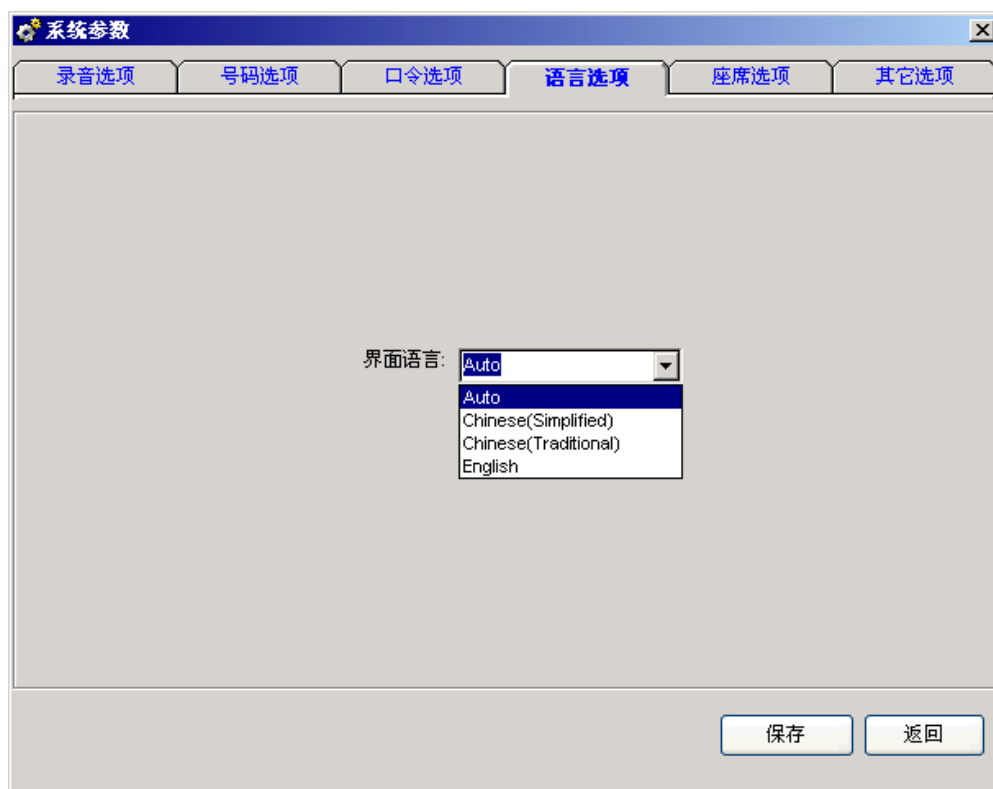 系统参数
录音选项 号码选项 口令选项 语言选项 座席选项 其它选项
界面语言: Auto
Auto
Chinese(Simplified)
Chinese(Traditional)
English
保存 返回